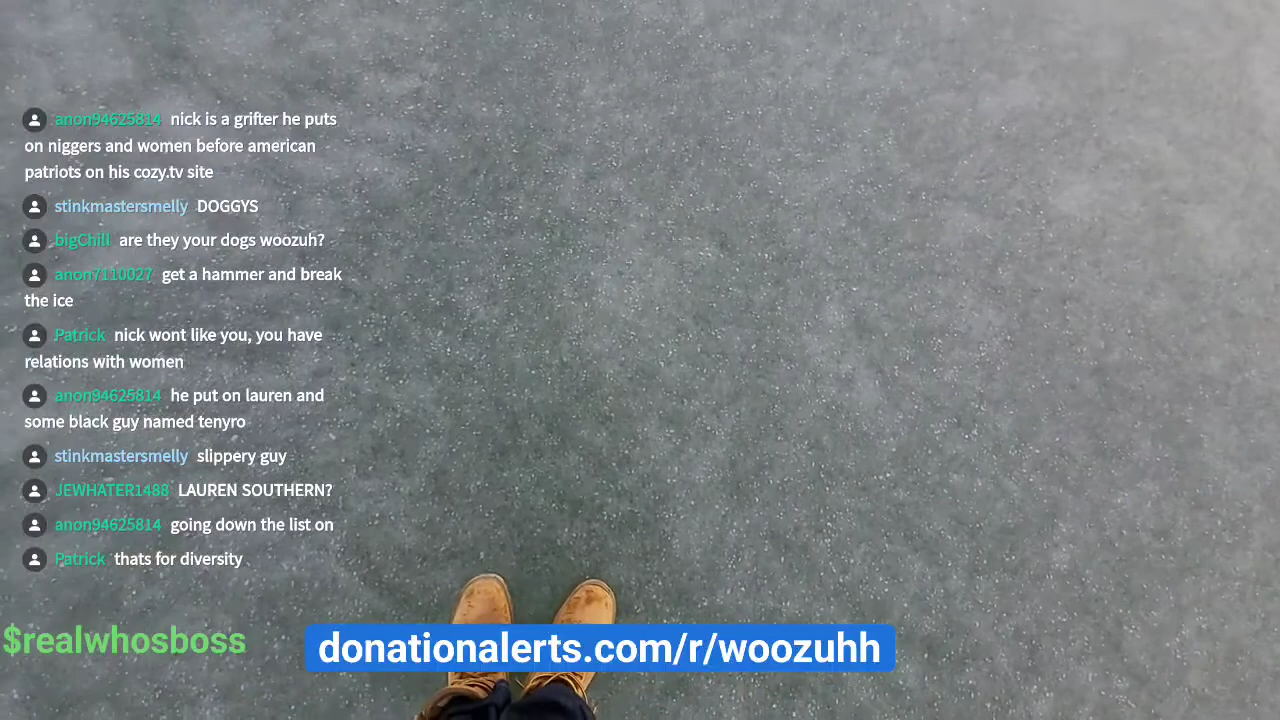 anon94625814 nick is a grifter he puts
on niggers and women before american
patriots on his cozy.tv site
stinkmastersmelly DOGGYS
bigChill are they your dogs woozuh?
anon7110027 get a hammer and break
the ice
Patrick nick wont like you, you have
relations with women
anon94625814 he put on lauren and
some black guy named tenyro
stinkmastersmelly slippery guy
JEWHATER1488 LAUREN SOUTHERN?
anon94625814 going down the list on
Patrick thats for diversity
$realwhosboss
donationalerts.com/r/woozuhh